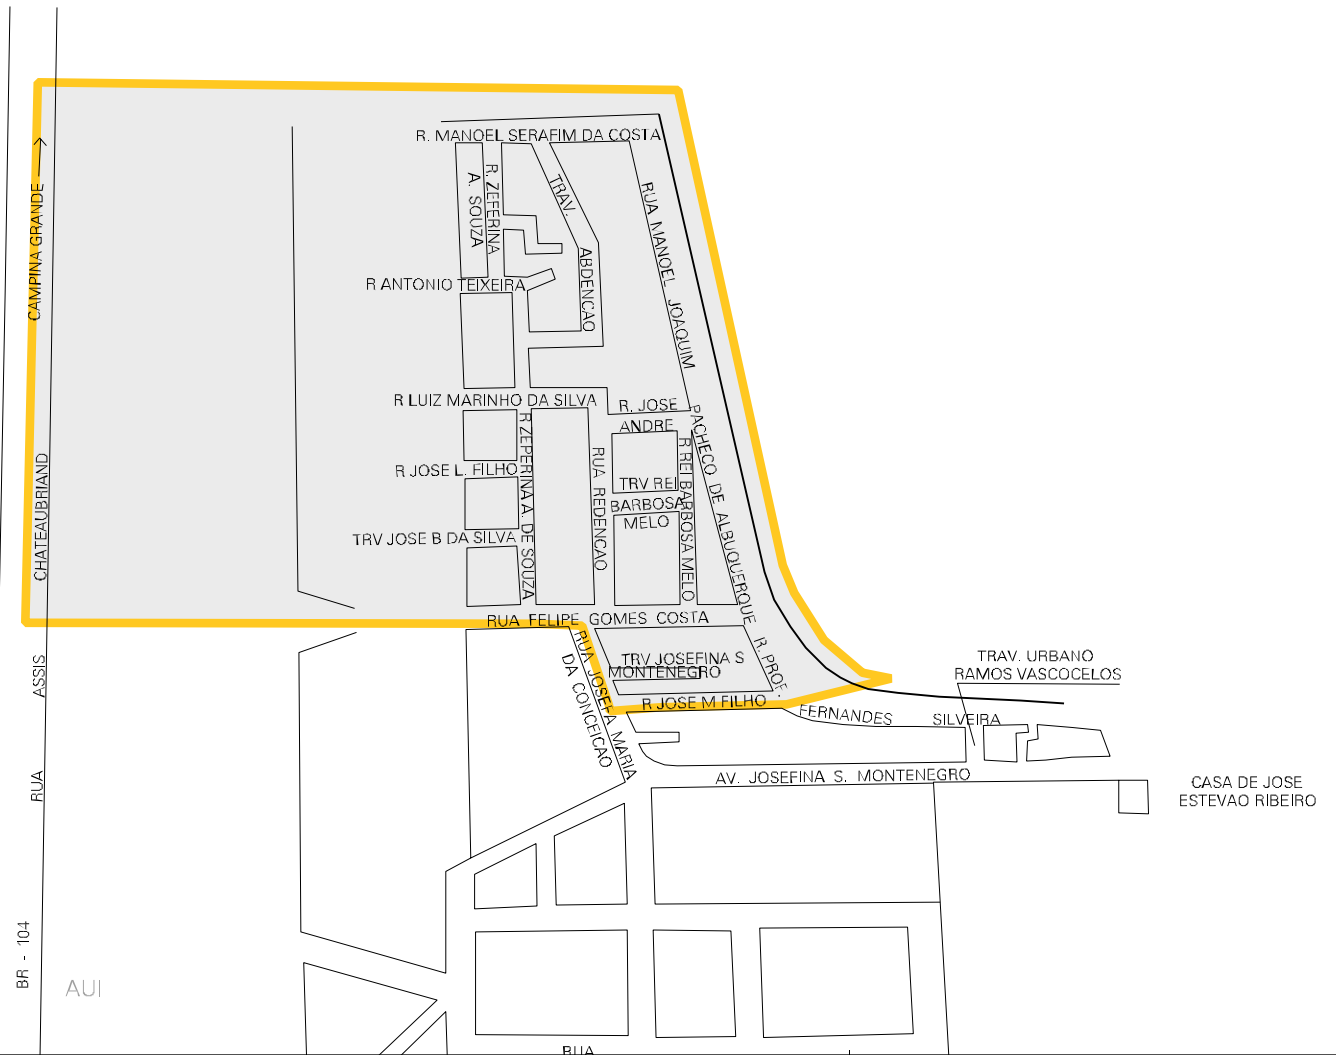 R. MANOEL SERAFIM DA COSTA
CAMPINA GRANDE
A. SOUZA
R. ZEFERINA
TRAV.
ABDENCAO
RUA MANOEL JOAQUIM
R ANTONIO TEIXEIRA
R LUIZ MARINHO DA SILVA
R. JOSE
ANDRE
PACHECO DE ALBUQUERQUE
R ZEPERINA A. DE SOUZA
RUA REDENCAO
R REI BARBOSA MELO
R JOSE L. FILHO
TRV REI
BARBOSA
MELO
TRV JOSE B DA SILVA
CHATEAUBRIAND
RUA FELIPE GOMES COSTA
RUA JOSEFA MARIA
DA CONCEICAO
TRV JOSEFINA S
MONTENEGRO
R. PROF.
R JOSE M FILHO
FERNANDES
SILVEIRA
TRAV. URBANO
RAMOS VASCOCELOS
ASSIS
RUA
AV. JOSEFINA S. MONTENEGRO
CASA DE JOSE
ESTEVAO RIBEIRO
BR - 104
AUI
RUA